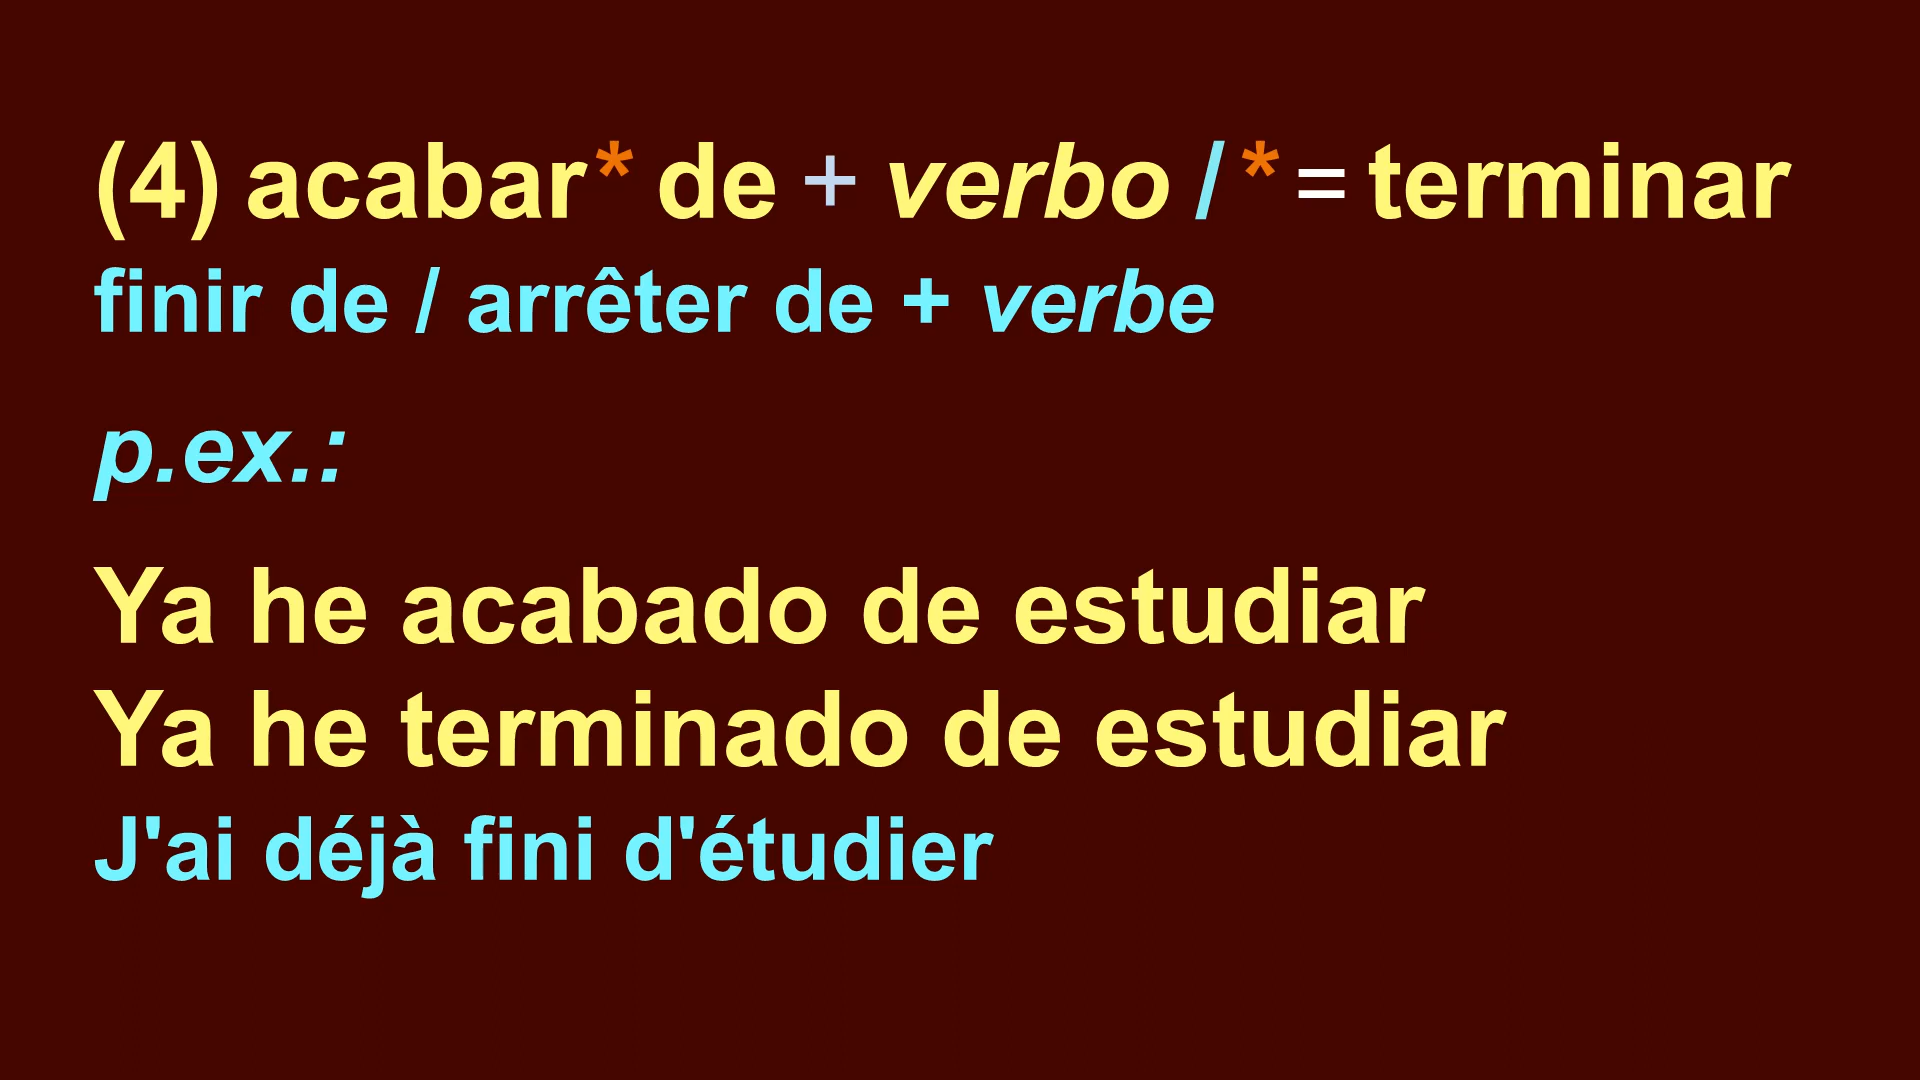 (4) acabar* de + verbo / * = terminar
finir de / arrêter de + verbe
p.ex.:
Ya he acabado de estudiar
Ya he terminado de estudiar
J'ai déjà fini d'étudier